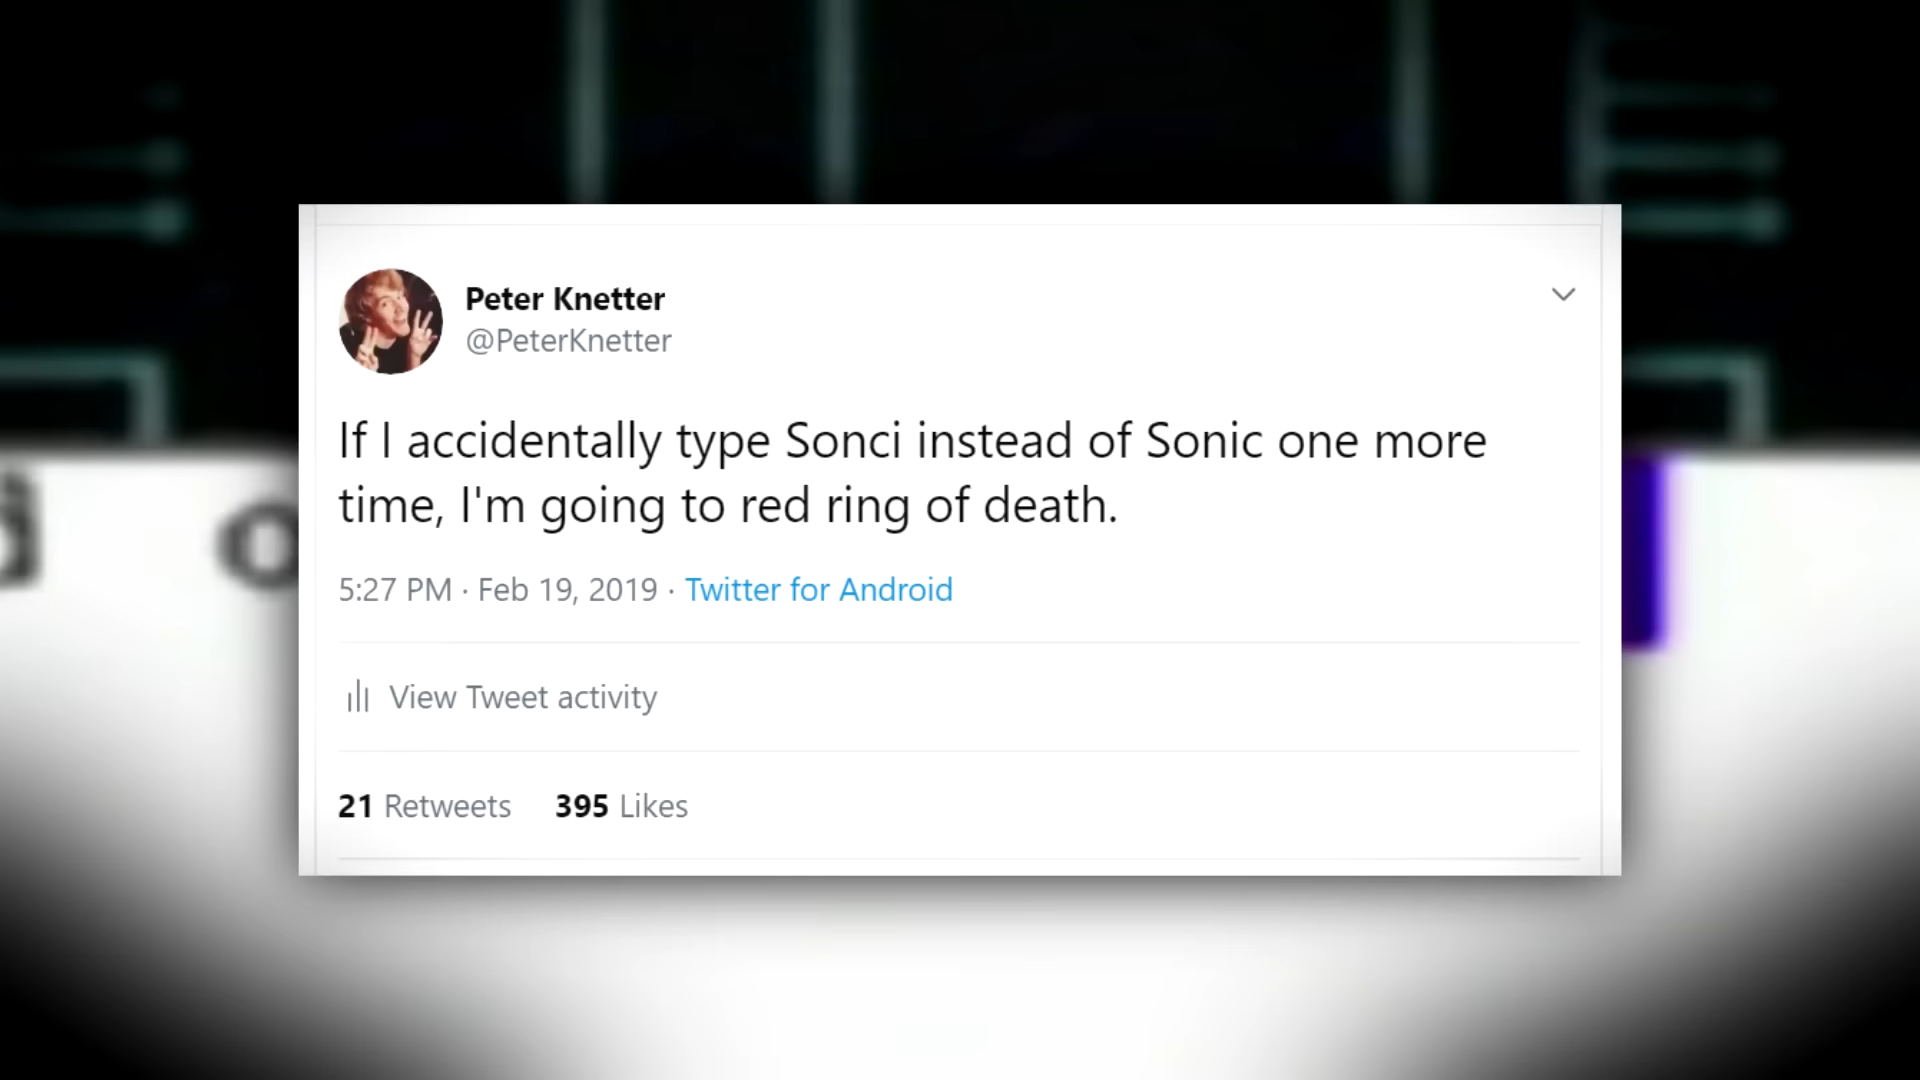 Peter Knetter
@PeterKnetter
If I accidentally type Sonci instead of Sonic one more
time, I'm going to red ring of death.
5:27 PM · Feb 19, 2019 · Twitter for Android
View Tweet activity
21 Retweets 395 Likes